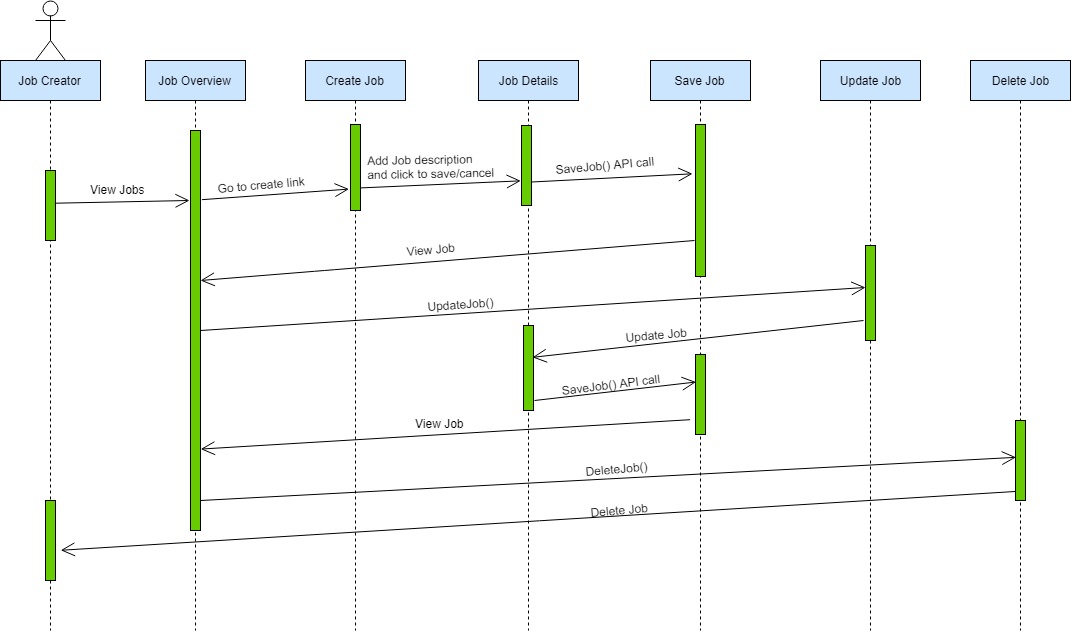 Job Creator
Job Overview
Create Job
Job Details
Save Job
Update Job
Delete Job
Add Job description
and click to save/cancel
SaveJob() API call
View Jobs
Go to create link
View Job
UpdateJob()
Update Job
SaveJob() API call
View Job
DeleteJob()
Delete Job